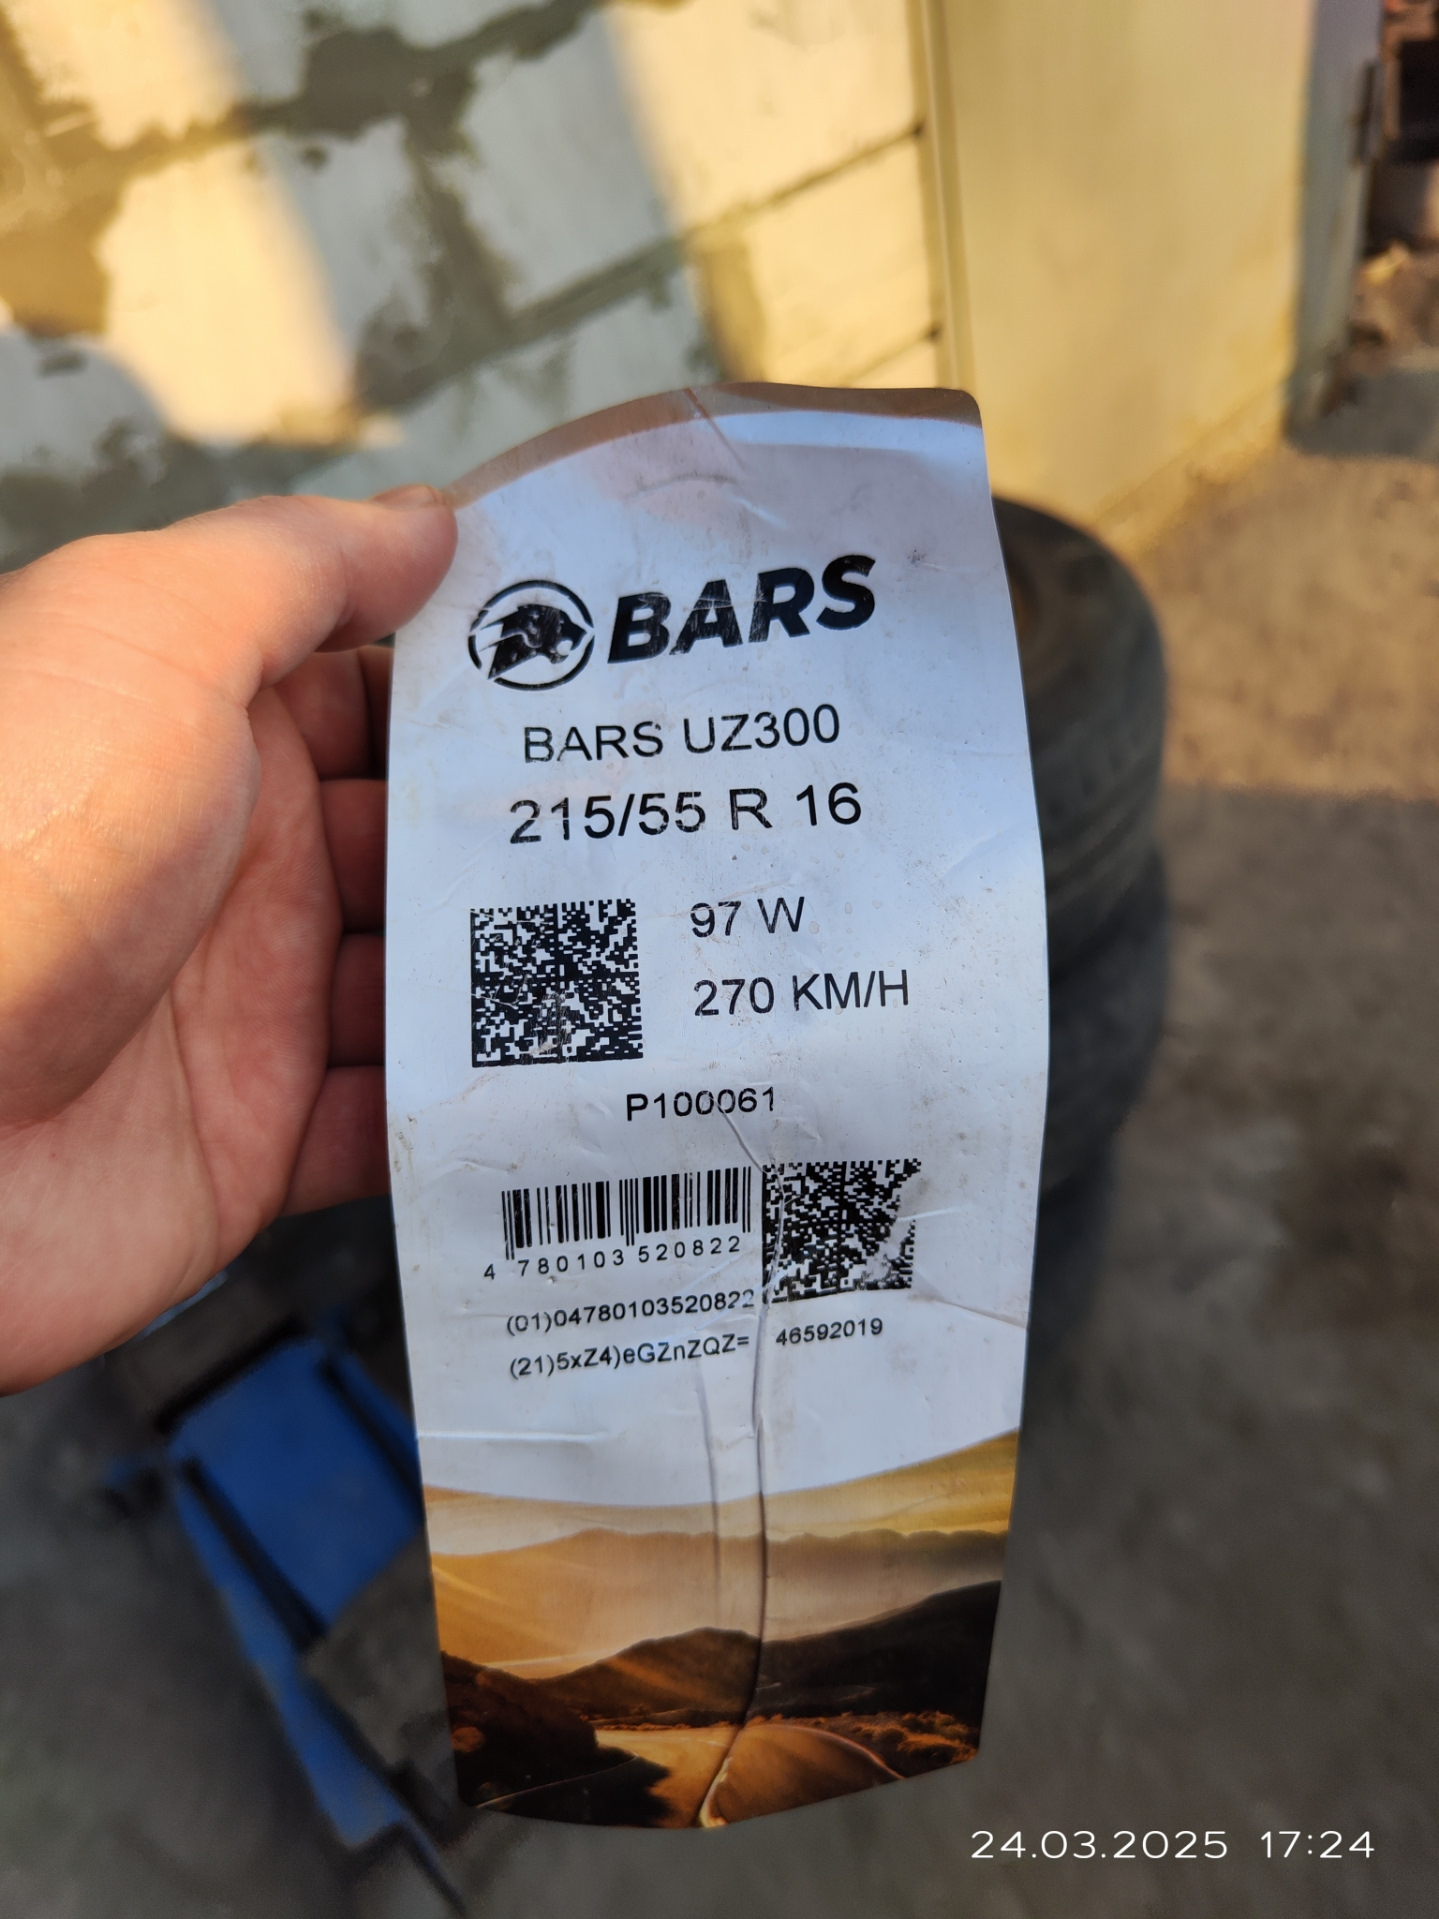 BARS
BARS UZ300
215/55 R 16
97 W
270 KM/H
P100061
4 780103 520822
(01)04780103520822
(21)5xZ4)eGZnZQZ= 46592019
24.03.2025 17:24